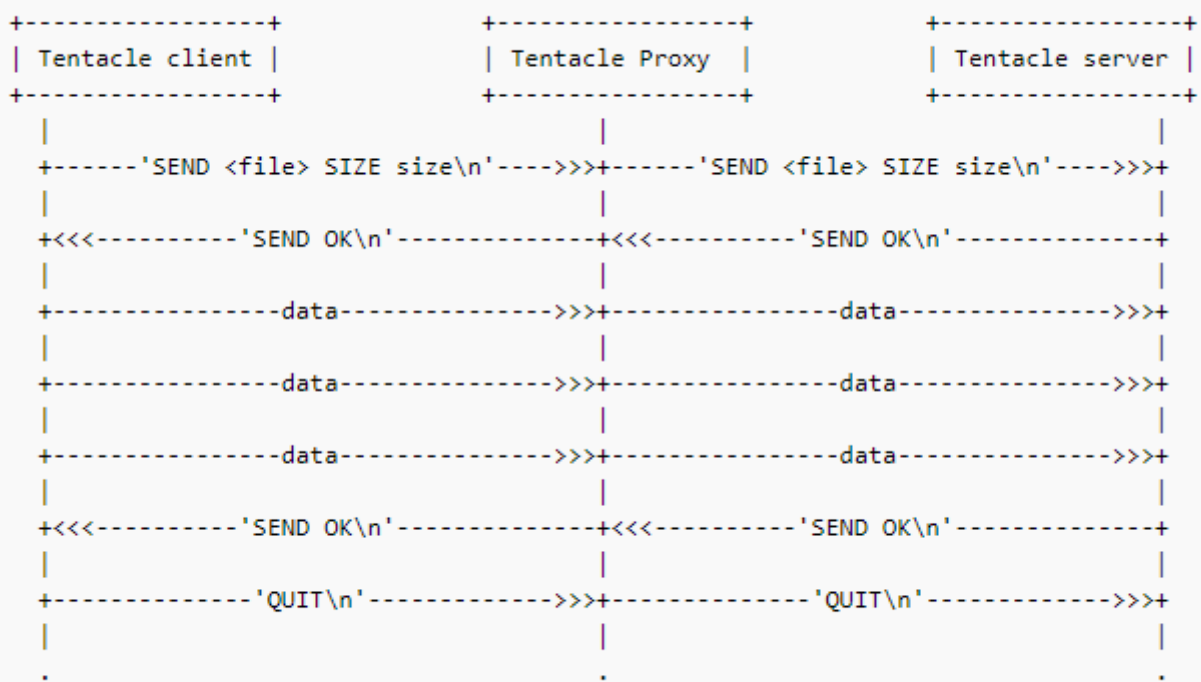 +-----------------+ +-----------------+ +-----------------+
| Tentacle client | | Tentacle Proxy | | Tentacle server |
+-----------------+ +-----------------+ +-----------------+
| | |
+------'SEND <file> SIZE size\n'---->>>+------'SEND <file> SIZE size\n'---->>>+
| | |
+<<<----------'SEND OK\n'--------------+<<<----------'SEND OK\n'--------------+
| | |
+----------------data--------------->>>+----------------data--------------->>>+
| | |
+----------------data--------------->>>+----------------data--------------->>>+
| | |
+----------------data--------------->>>+----------------data--------------->>>+
| | |
+<<<----------'SEND OK\n'--------------+<<<----------'SEND OK\n'--------------+
| | |
+--------------'QUIT\n'------------->>>+--------------'QUIT\n'------------->>>+
| | |
. . .